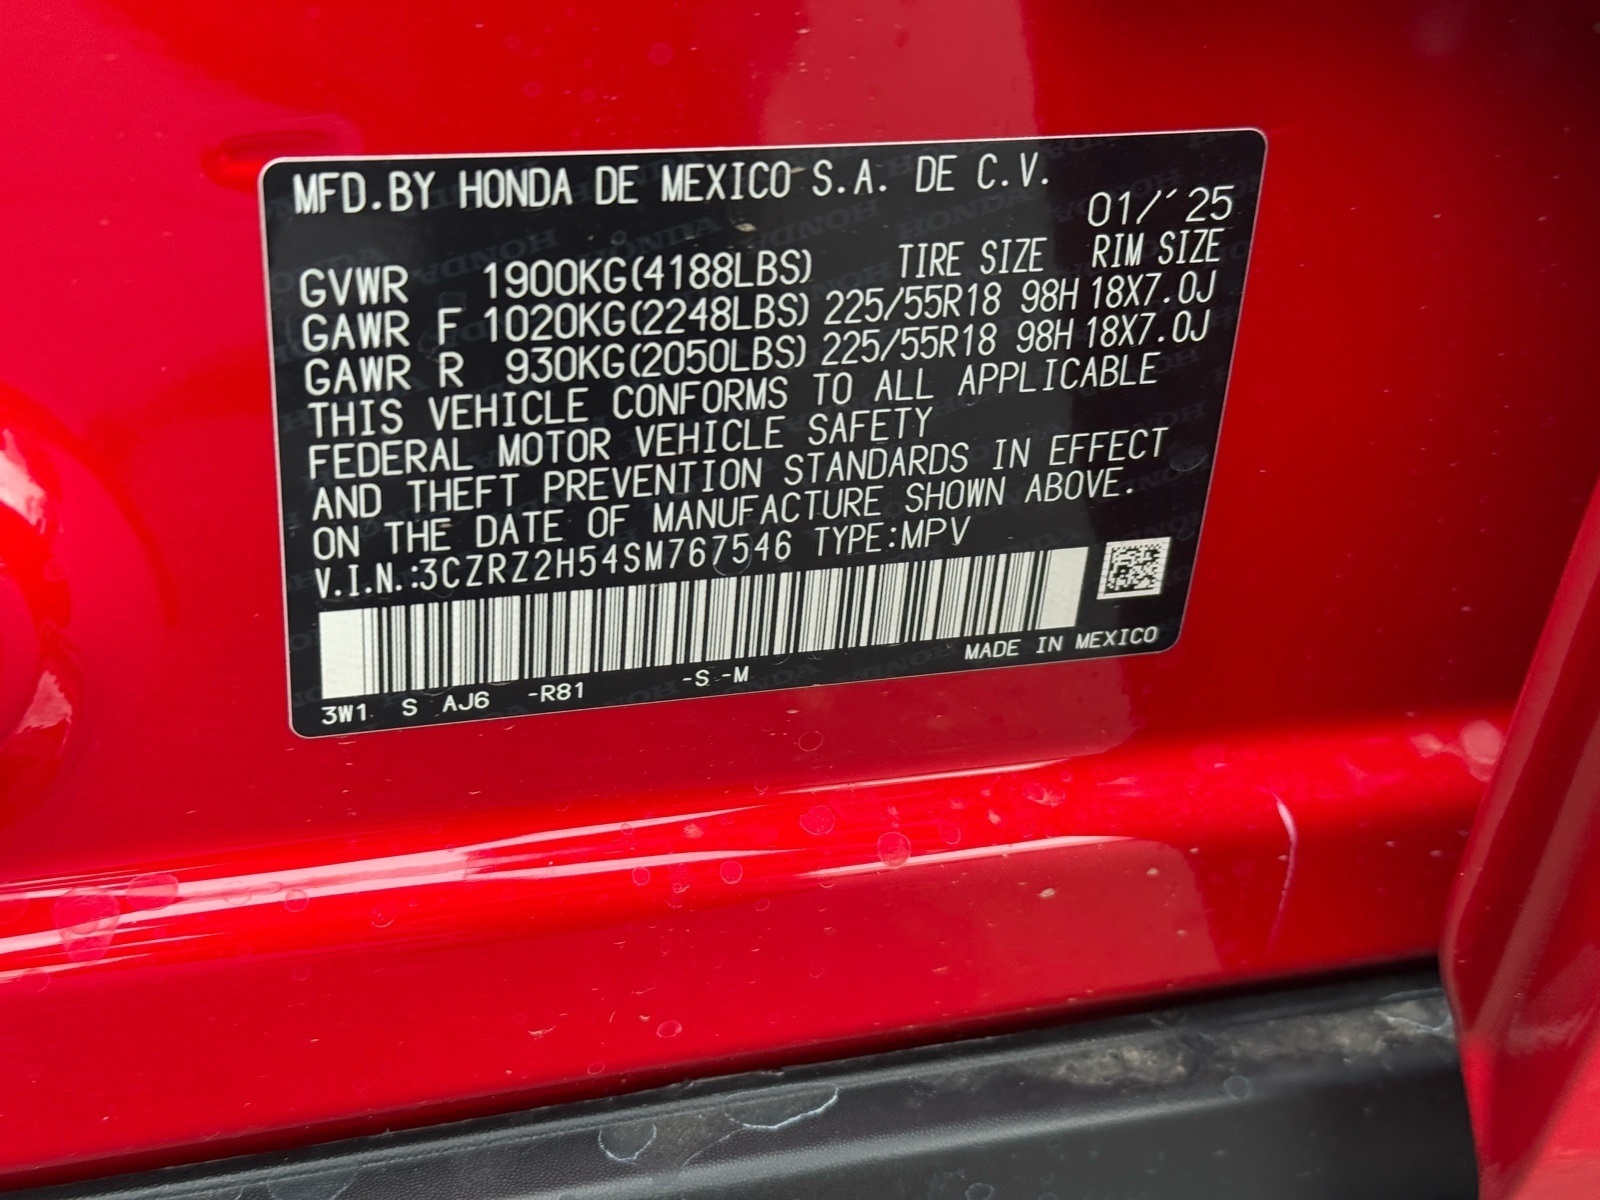 MFD.BY HONDA DE MEXICO S.A. DE C.V.
01/´25
GVWR 1900KG(4188LBS) TIRE SIZE RIM SIZE
GAWR F 1020KG(2248LBS) 225/55R18 98H 18X7.0J
GAWR R 930KG(2050LBS) 225/55R18 98H 18X7.0J
THIS VEHICLE CONFORMS TO ALL APPLICABLE
FEDERAL MOTOR VEHICLE SAFETY
AND THEFT PREVENTION STANDARDS IN EFFECT
ON THE DATE OF MANUFACTURE SHOWN ABOVE.
V.I.N.:3CZRZ2H54SM767546 TYPE:MPV
MADE IN MEXICO
3W1 S AJ6 -R81 -S -M